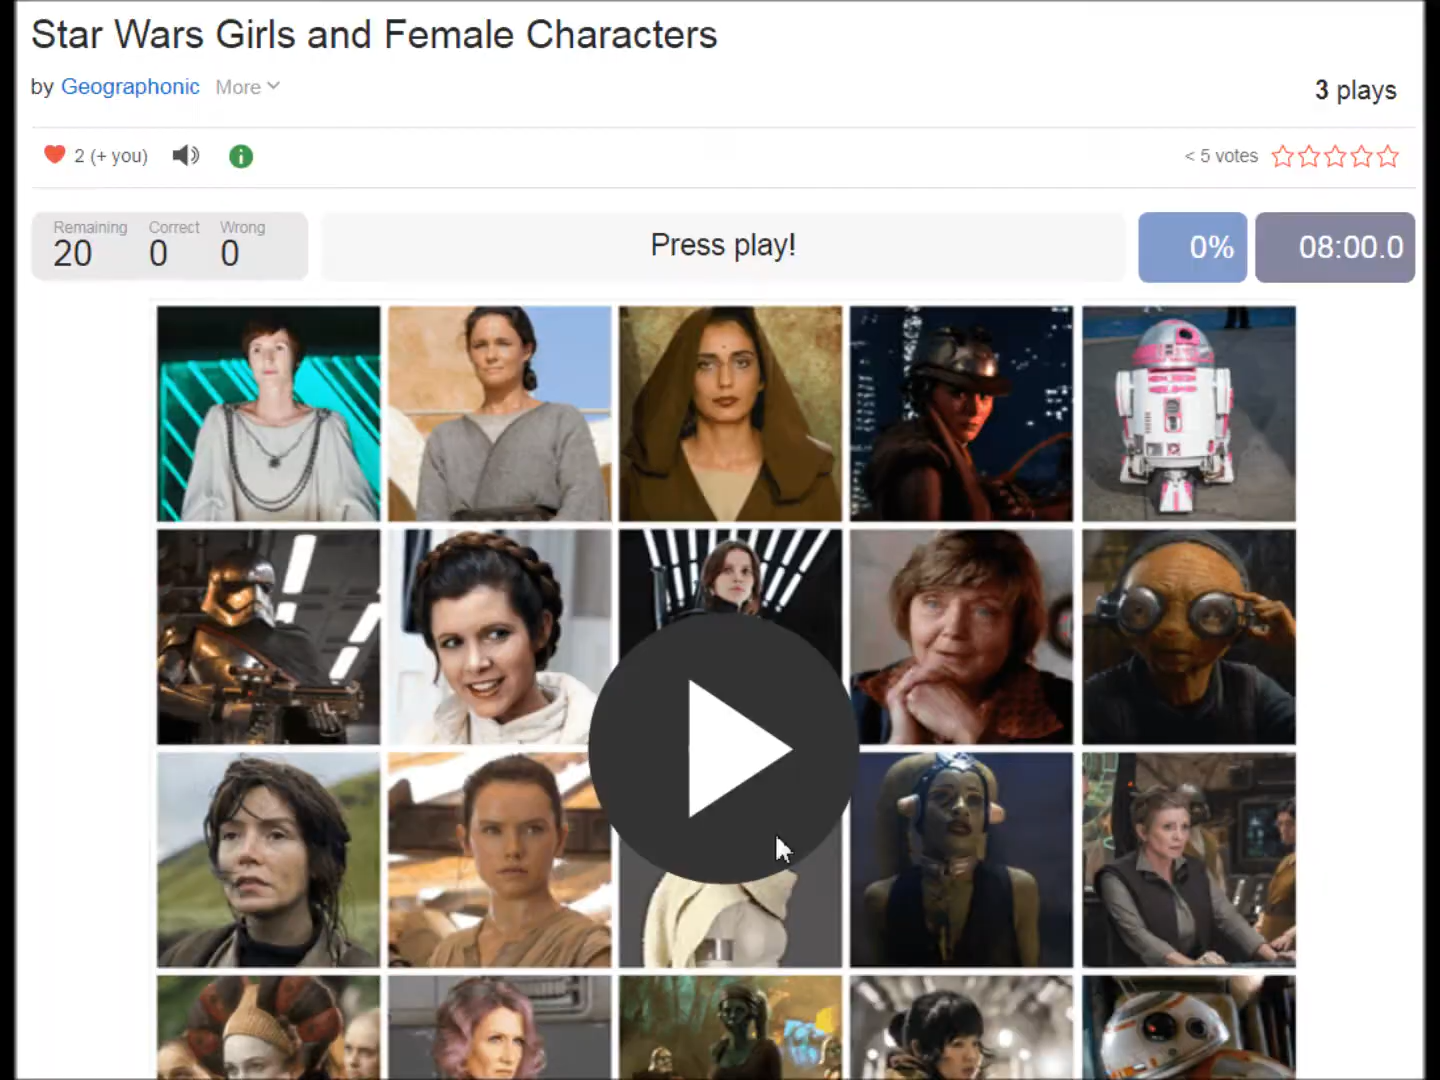 Star Wars Girls and Female Characters
by Geographonic More
3 plays
2 (+ you)
< 5 votes
Remaining Correct Wrong
20 0 0
Press play!
0%
08:00.0